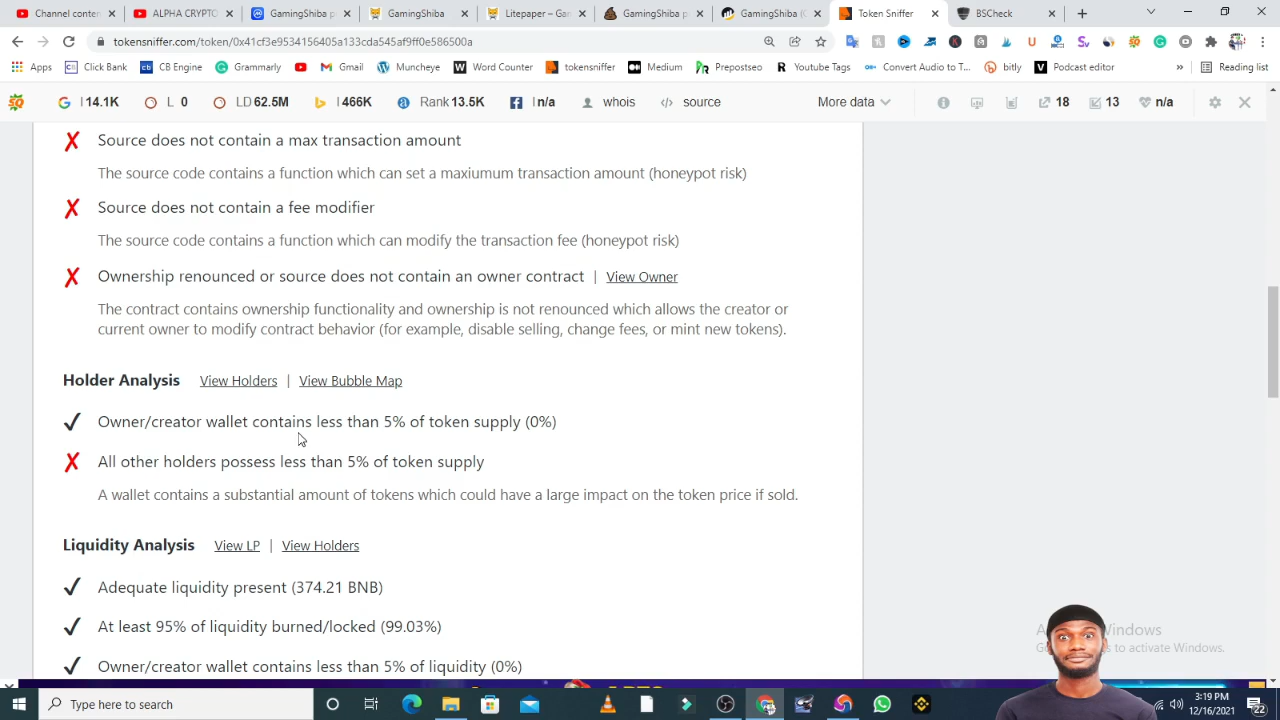 Channel conten
ALPHA CRYPTO
GamingShiba p
GamingShiba
Litepaper – Gan
GamingShiba p
GamingShiba (C
Token Sniffer
BSCheck
tokensniffer.com/token/0x41cf3e9534156405a133cda545af9ff0e586500a
Apps
Click Bank
CB Engine
Grammarly
Gmail
Muncheye
Word Counter
tokensniffer
Medium
Prepostseo
Youtube Tags
Convert Audio to T...
bitly
Podcast editor
Reading list
I 14.1K
L 0
LD 62.5M
I 466K
Rank 13.5K
I n/a
whois
source
More data
18
13
n/a
✗ Source does not contain a max transaction amount
The source code contains a function which can set a maxiumum transaction amount (honeypot risk)
✗ Source does not contain a fee modifier
The source code contains a function which can modify the transaction fee (honeypot risk)
✗ Ownership renounced or source does not contain an owner contract | View Owner
The contract contains ownership functionality and ownership is not renounced which allows the creator or
current owner to modify contract behavior (for example, disable selling, change fees, or mint new tokens).
Holder Analysis View Holders | View Bubble Map
✓ Owner/creator wallet contains less than 5% of token supply (0%)
✗ All other holders possess less than 5% of token supply
A wallet contains a substantial amount of tokens which could have a large impact on the token price if sold.
Liquidity Analysis View LP | View Holders
✓ Adequate liquidity present (374.21 BNB)
✓ At least 95% of liquidity burned/locked (99.03%)
✓ Owner/creator wallet contains less than 5% of liquidity (0%)
Windows
to activate Windows.
Type here to search
3:19 PM
12/16/2021
22